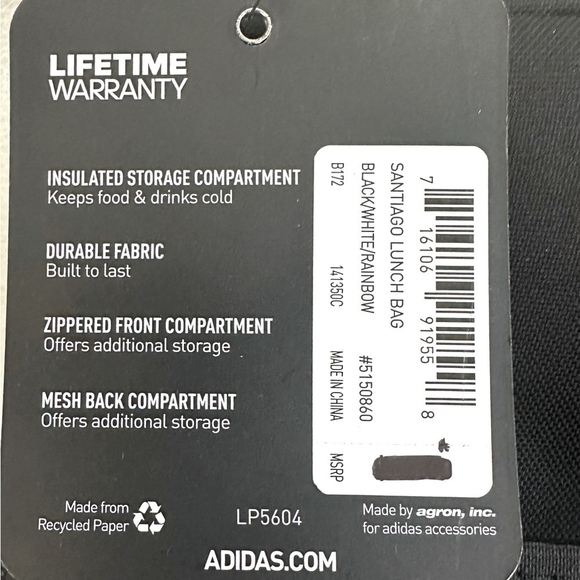 LIFETIME
WARRANTY
INSULATED STORAGE COMPARTMENT
Keeps food & drinks cold
DURABLE FABRIC
Built to last
ZIPPERED FRONT COMPARTMENT
Offers additional storage
MESH BACK COMPARTMENT
Offers additional storage
7 16106 91955 8
SANTIAGO LUNCH BAG
BLACK/WHITE/RAINBOW #5150860
B172 141350C MADE IN CHINA MSRP
Made from
Recycled Paper
LP5604
Made by agron, inc.
for adidas accessories
ADIDAS.COM